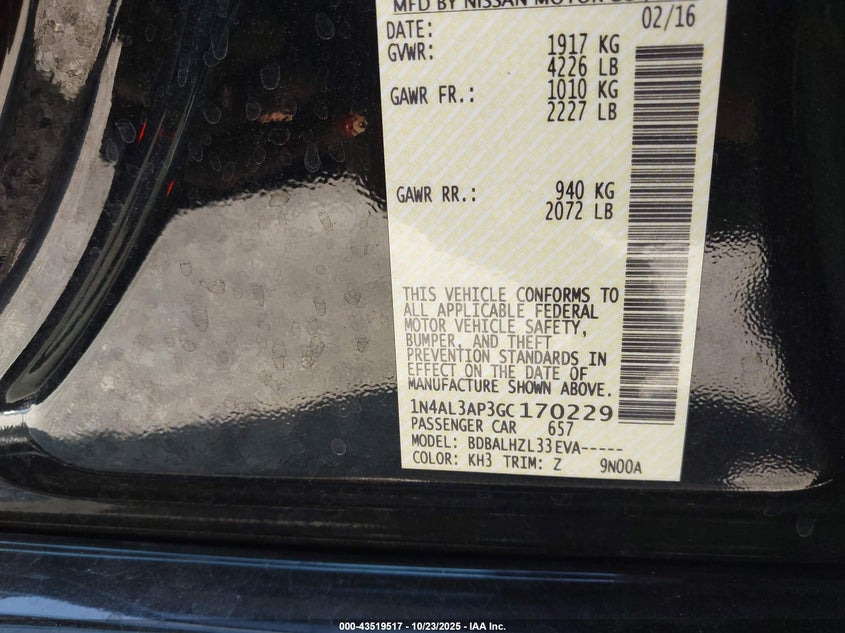 MFD BY NISSAN MOTOR CO
DATE: 02/16
GVWR: 1917 KG
4226 LB
GAWR FR.: 1010 KG
2227 LB
GAWR RR.: 940 KG
2072 LB
THIS VEHICLE CONFORMS TO
ALL APPLICABLE FEDERAL
MOTOR VEHICLE SAFETY,
BUMPER, AND THEFT
PREVENTION STANDARDS IN
EFFECT ON THE DATE OF
MANUFACTURE SHOWN ABOVE.
1N4AL3AP3GC170229
PASSENGER CAR 657
MODEL: BDBALHZL33EVA-----
COLOR: KH3 TRIM: Z 9N00A
000-43519517 - 10/23/2025 - IAA Inc.